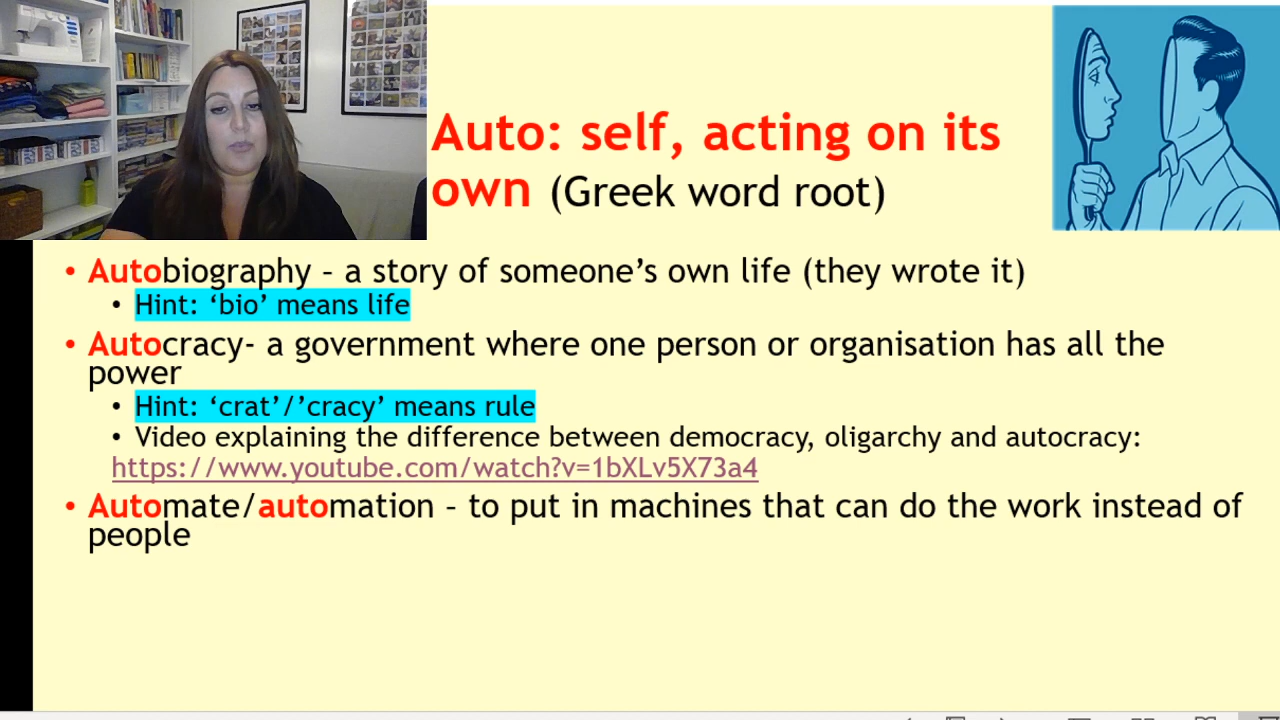 Auto: self, acting on its
own (Greek word root)
• Autobiography – a story of someone’s own life (they wrote it)
• Hint: ‘bio’ means life
• Autocracy- a government where one person or organisation has all the
power
• Hint: ‘crat’/’cracy’ means rule
• Video explaining the difference between democracy, oligarchy and autocracy:
https://www.youtube.com/watch?v=1bXLv5X73a4
• Automate/automation – to put in machines that can do the work instead of
people